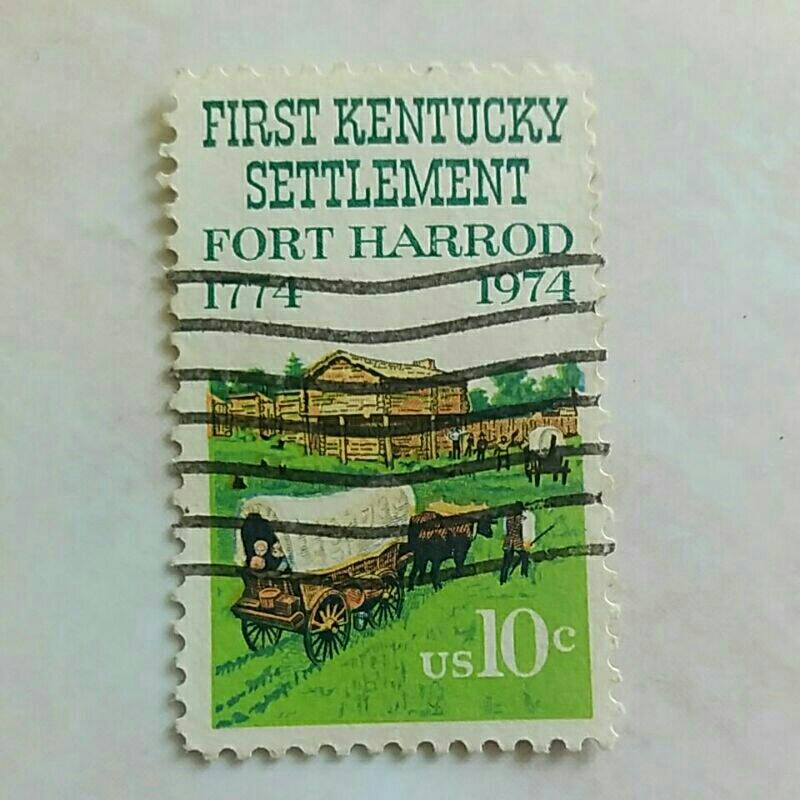 FIRST KENTUCKY
SETTLEMENT
FORT HARROD
1774 1974
US10c